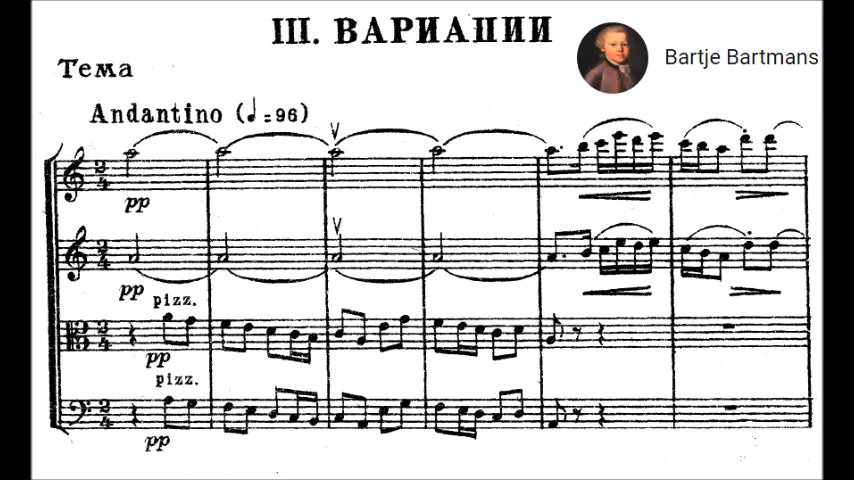 III. ВАРИАЦИИ
Bartje Bartmans
Тема
Andantino (♩=96)
pp
pp
pizz.
pp
pizz.
pp